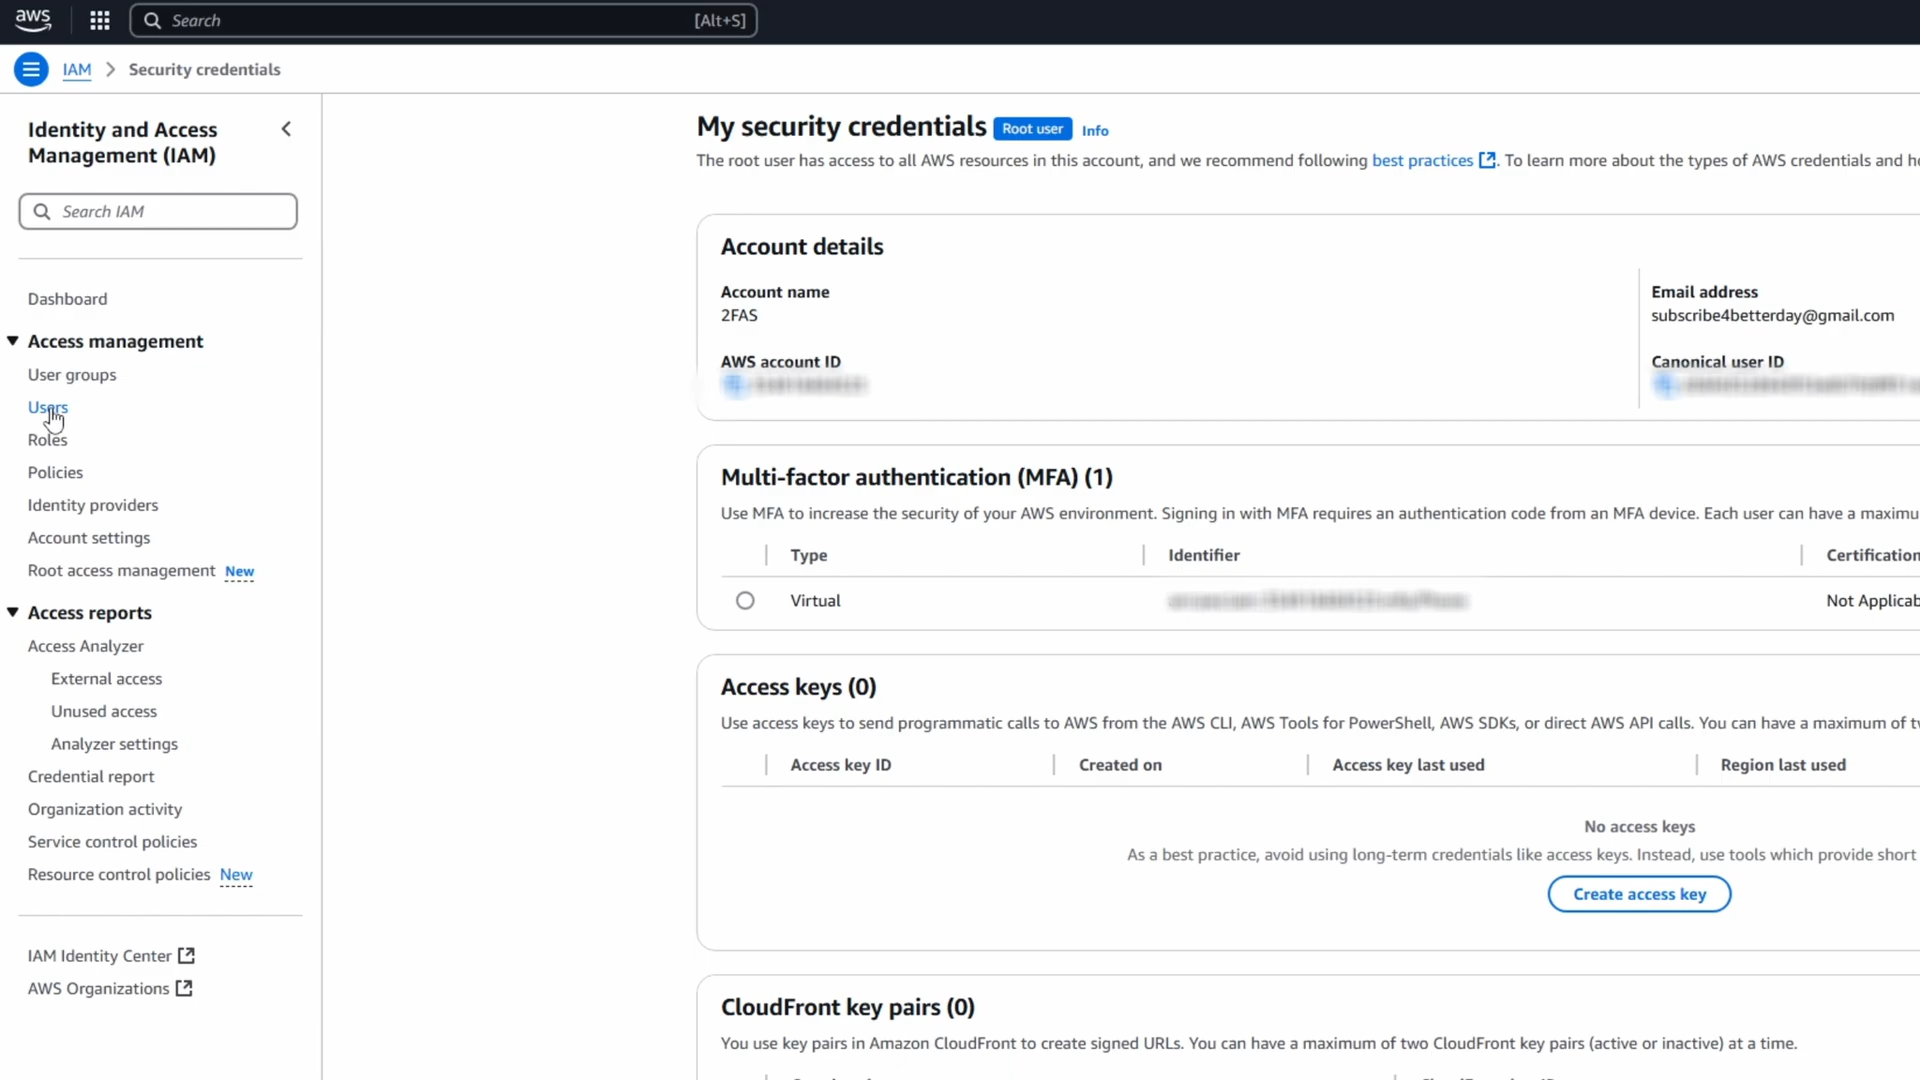 aws
Search [Alt+S]
IAM > Security credentials
Identity and Access
Management (IAM)
Search IAM
Dashboard
Access management
User groups
Users
Roles
Policies
Identity providers
Account settings
Root access management New
Access reports
Access Analyzer
External access
Unused access
Analyzer settings
Credential report
Organization activity
Service control policies
Resource control policies New
IAM Identity Center
AWS Organizations
My security credentials Root user Info
The root user has access to all AWS resources in this account, and we recommend following best practices. To learn more about the types of AWS credentials and
Account details
Account name
2FAS
AWS account ID
Email address
subscribe4betterday@gmail.com
Canonical user ID
Multi-factor authentication (MFA) (1)
Use MFA to increase the security of your AWS environment. Signing in with MFA requires an authentication code from an MFA device. Each user can have a
Type Identifier Certification
Virtual Not
Access keys (0)
Use access keys to send programmatic calls to AWS from the AWS CLI, AWS Tools for PowerShell, AWS SDKs, or direct AWS API calls. You can have a maximum of
Access key ID Created on Access key last used Region last used
No access keys
As a best practice, avoid using long-term credentials like access keys. Instead, use tools which provide short
Create access key
CloudFront key pairs (0)
You use key pairs in Amazon CloudFront to create signed URLs. You can have a maximum of two CloudFront key pairs (active or inactive) at a time.